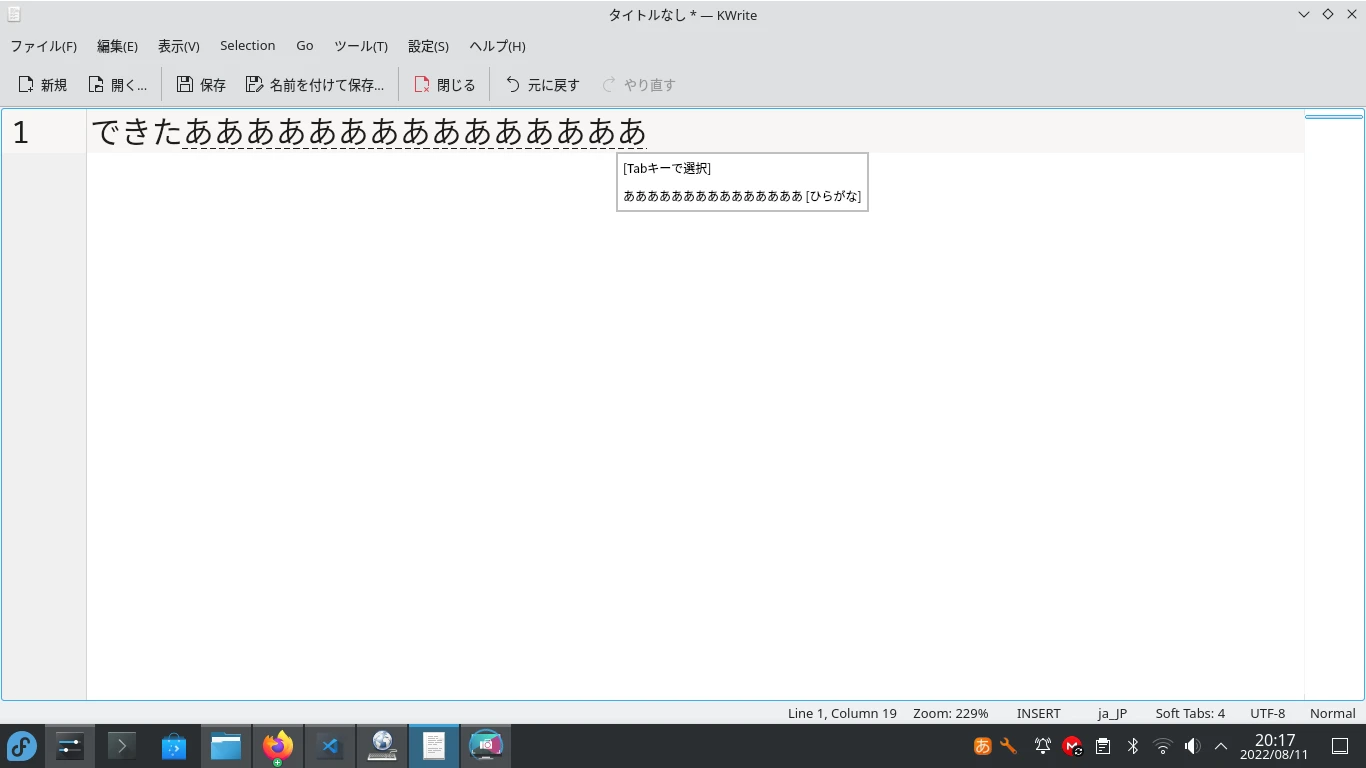 タイトルなし * — KWrite
ファイル(F) 編集(E) 表示(V) Selection Go ツール(T) 設定(S) ヘルプ(H)
新規 開く... 保存 名前を付けて保存... 閉じる 元に戻す やり直す
1 できたあああああああああああああああ
[Tabキーで選択]
あああああああああああああああ [ひらがな]
Line 1, Column 19 Zoom: 229% INSERT ja_JP Soft Tabs: 4 UTF-8 Normal
あ 20:17
2022/08/11